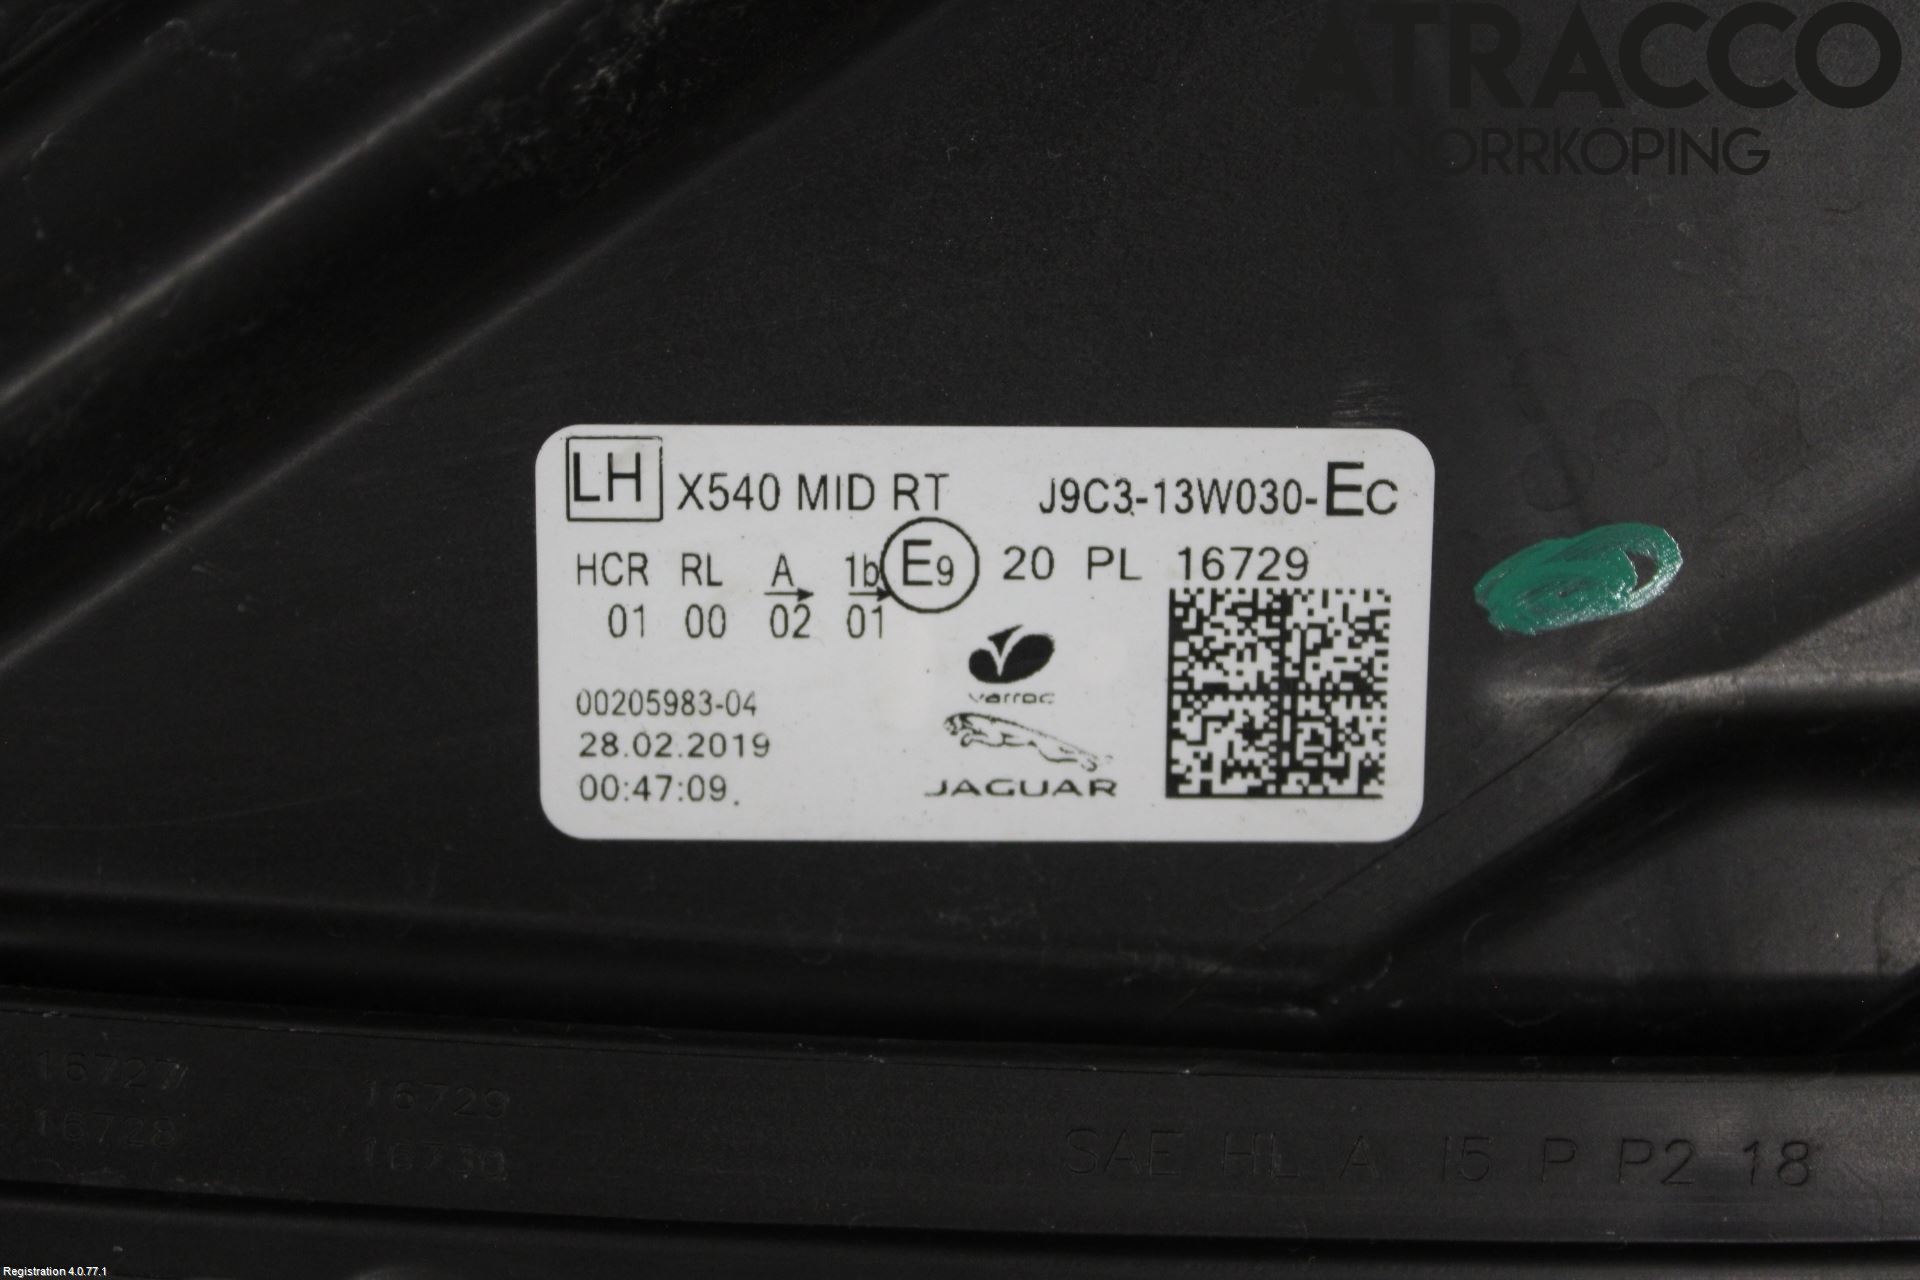 ATRACCO
NORRKÖPING
LH X540 MID RT J9C3-13W030-EC
HCR RL A 1b E9 20 PL 16729
01 00 02 01
varroc
00205983-04
28.02.2019
JAGUAR
00:47:09.
16727 16729
16728 16730
SAE HL A I5 P P2 18
Registration 4.0.77.1